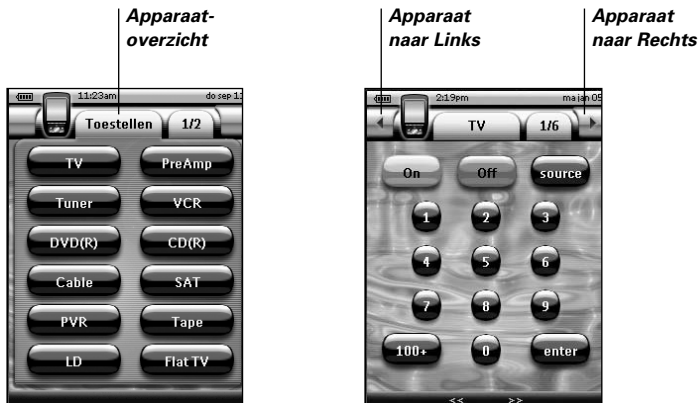 Apparaat-
overzicht
Apparaat
naar Links
Apparaat
naar Rechts
11:23am do sep 11
Toestellen 1/2
TV PreAmp
Tuner VCR
DVD(R) CD(R)
Cable SAT
PVR Tape
LD Flat TV
2:19pm ma jan 05
TV 1/6
On Off source
1 2 3
4 5 6
7 8 9
100+ 0 enter
<< >>